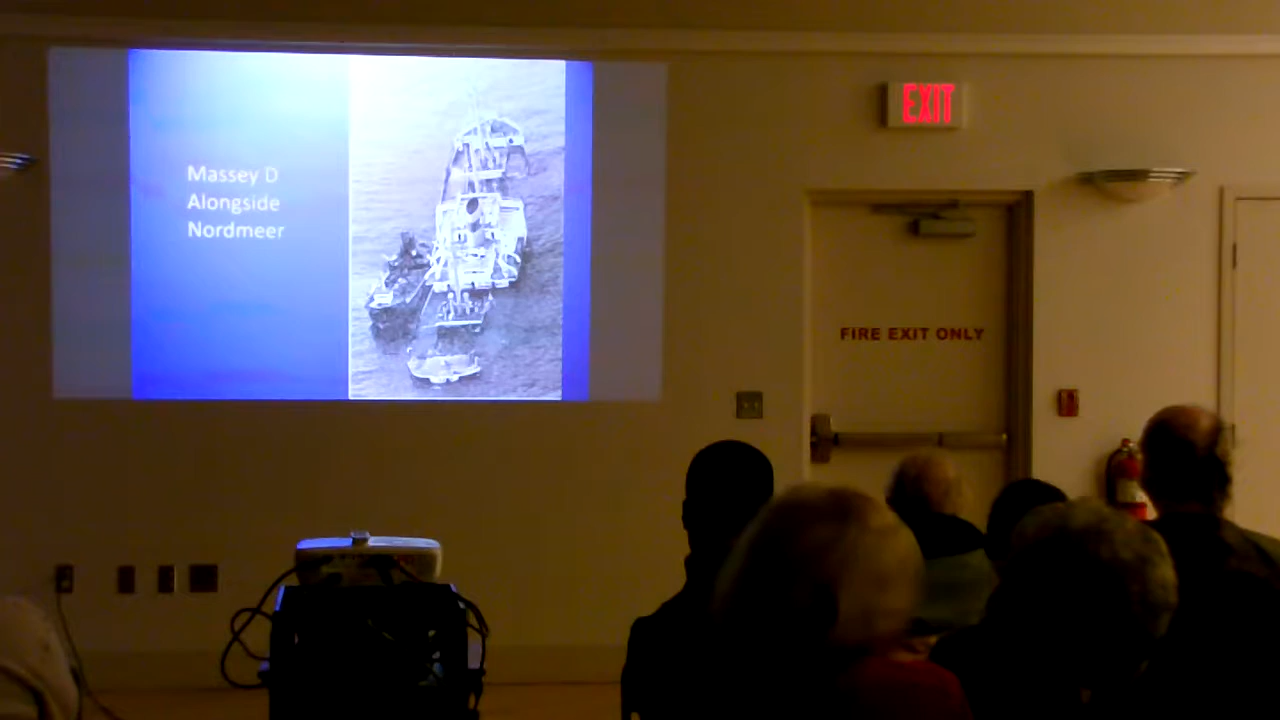 Massey D
Alongside
Nordmeer
EXIT
FIRE EXIT ONLY